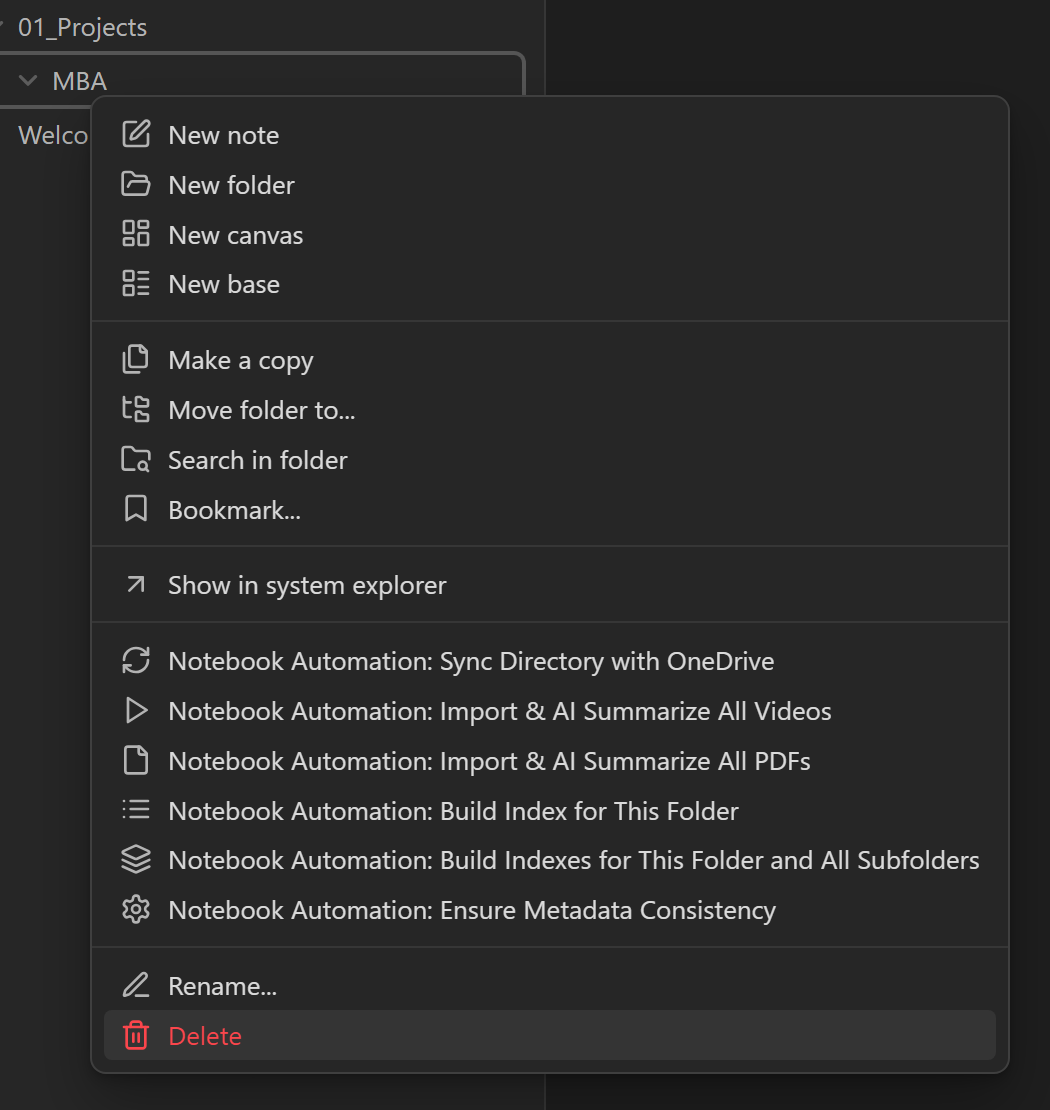 01_Projects
MBA
Welco
New note
New folder
New canvas
New base
Make a copy
Move folder to...
Search in folder
Bookmark...
Show in system explorer
Notebook Automation: Sync Directory with OneDrive
Notebook Automation: Import & AI Summarize All Videos
Notebook Automation: Import & AI Summarize All PDFs
Notebook Automation: Build Index for This Folder
Notebook Automation: Build Indexes for This Folder and All Subfolders
Notebook Automation: Ensure Metadata Consistency
Rename...
Delete